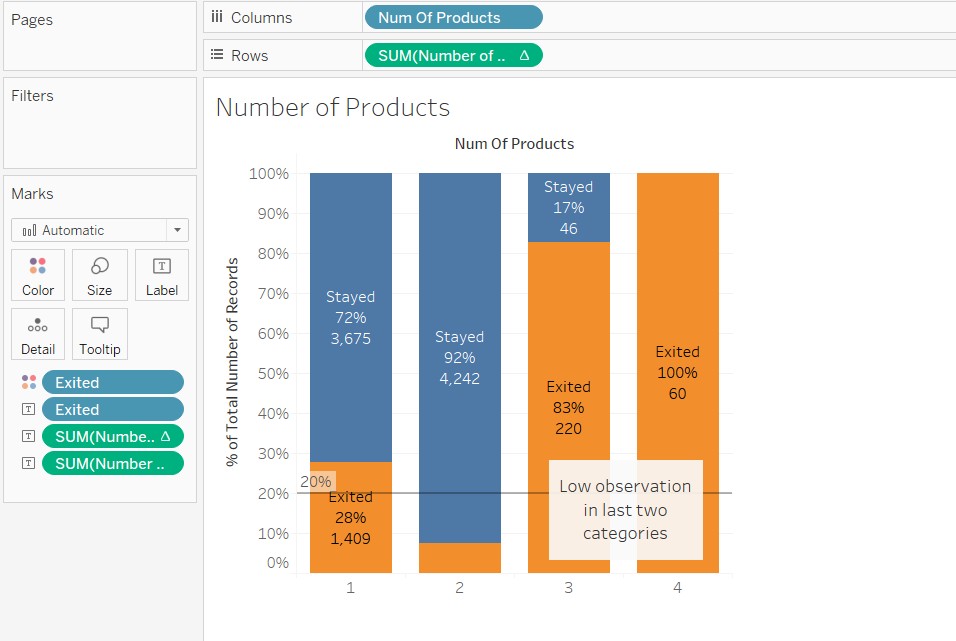 Pages
Columns
Num Of Products
Rows
SUM(Number of .. Δ
Filters
Marks
Automatic
Color
Size
Label
Detail
Tooltip
Exited
Exited
SUM(Numbe.. Δ
SUM(Number ..
Number of Products
Num Of Products
% of Total Number of Records
100%
90%
80%
70%
60%
50%
40%
30%
20%
10%
0%
Stayed
72%
3,675
20%
Exited
28%
1,409
Stayed
92%
4,242
Stayed
17%
46
Exited
83%
220
Exited
100%
60
Low observation
in last two
categories
1
2
3
4